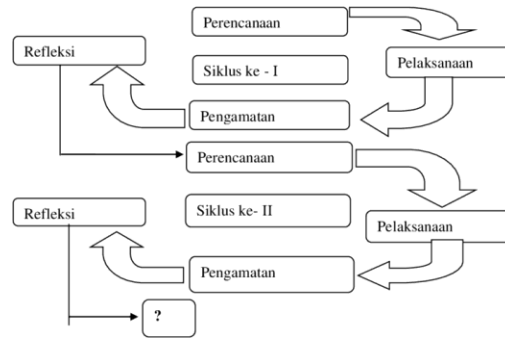 Perencanaan
Refleksi
Pelaksanaan
Siklus ke - I
Pengamatan
Perencanaan
Refleksi
Siklus ke- II
Pelaksanaan
Pengamatan
?